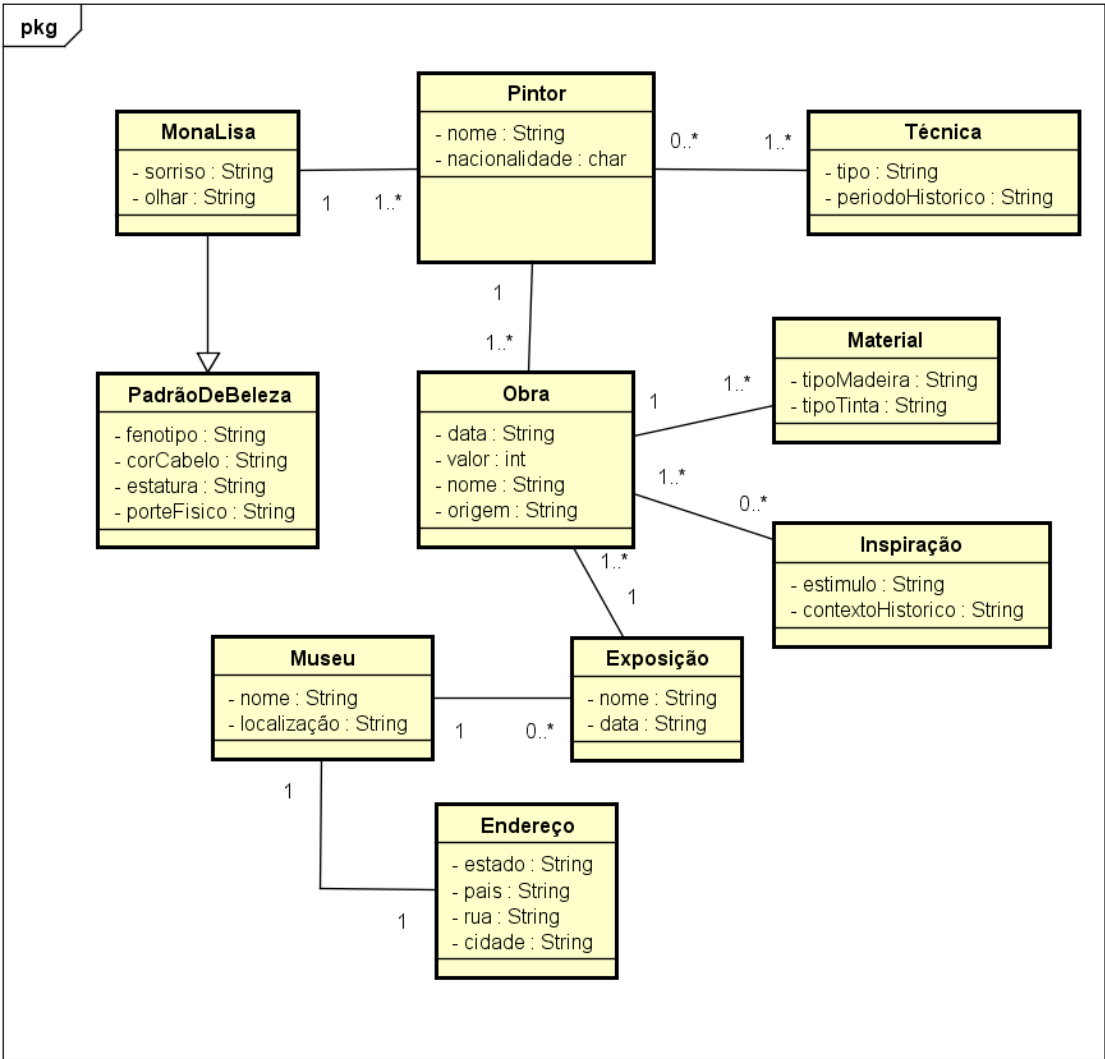 pkg
MonaLisa
- sorriso : String
- olhar : String
1
1..*
Pintor
- nome : String
- nacionalidade : char
0..*
1..*
Técnica
- tipo : String
- periodoHistorico : String
1
1..*
PadrãoDeBeleza
- fenotipo : String
- corCabelo : String
- estatura : String
- porteFisico : String
Obra
- data : String
- valor : int
- nome : String
- origem : String
1
1..*
Material
- tipoMadeira : String
- tipoTinta : String
1..*
0..*
Inspiração
- estimulo : String
- contextoHistorico : String
1..*
1
Museu
- nome : String
- localização : String
1
0..*
Exposição
- nome : String
- data : String
1
1
Endereço
- estado : String
- pais : String
- rua : String
- cidade : String